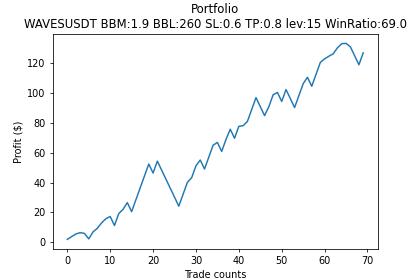 Portfolio
WAVESUSDT BBM:1.9 BBL:260 SL:0.6 TP:0.8 lev:15 WinRatio:69.0
Profit ($)
120
100
80
60
40
20
0
0 10 20 30 40 50 60 70
Trade counts